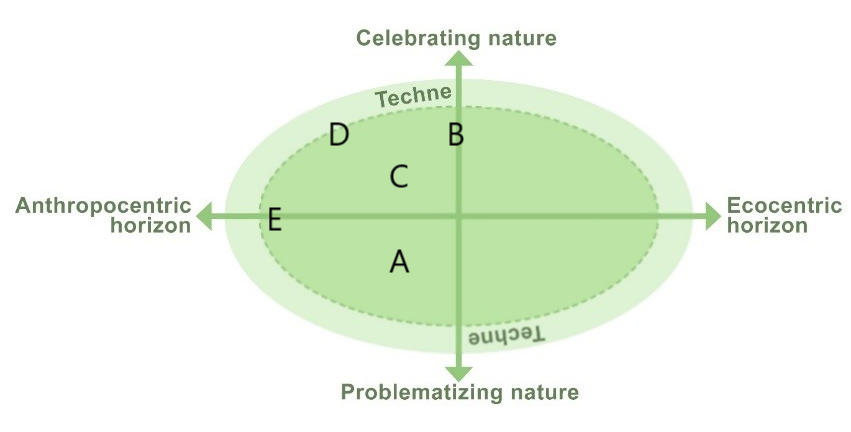 Celebrating nature
Techne
D
B
C
Anthropocentric
horizon
E
Ecocentric
horizon
A
Techne
Problematizing nature